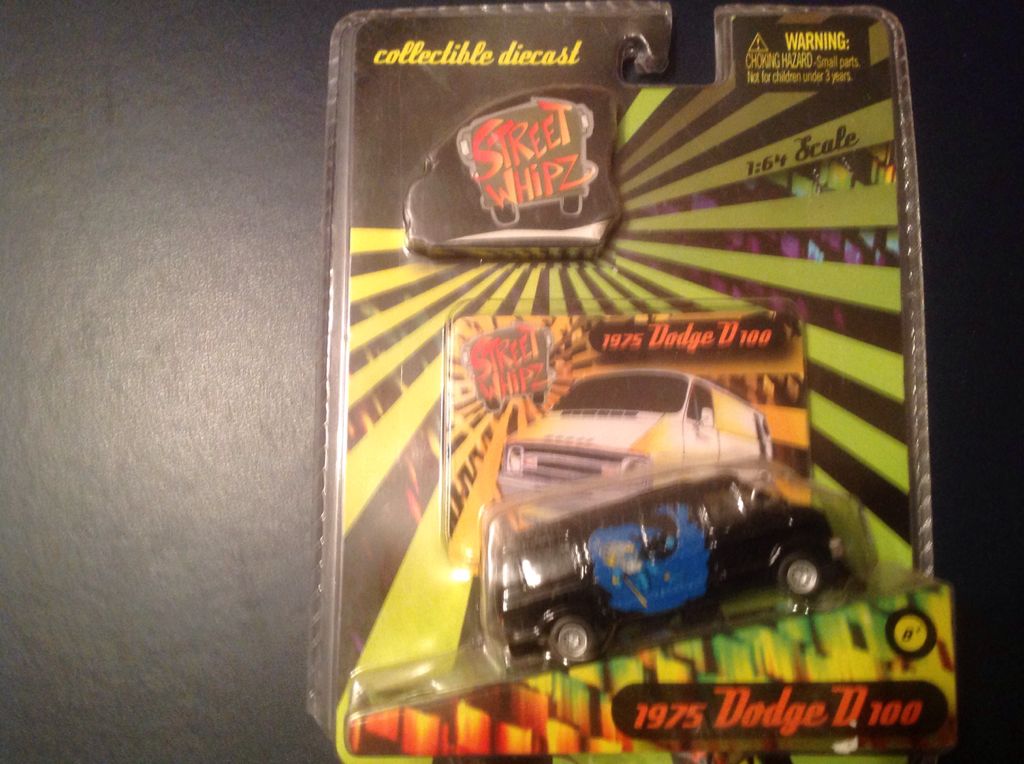 collectible diecast
WARNING:
CHOKING HAZARD-Small parts.
Not for children under 3 years.
1:64 Scale
STREET
WHIPZ
STREET
WHIPZ
1975 Dodge D 100
1975 Dodge D 100